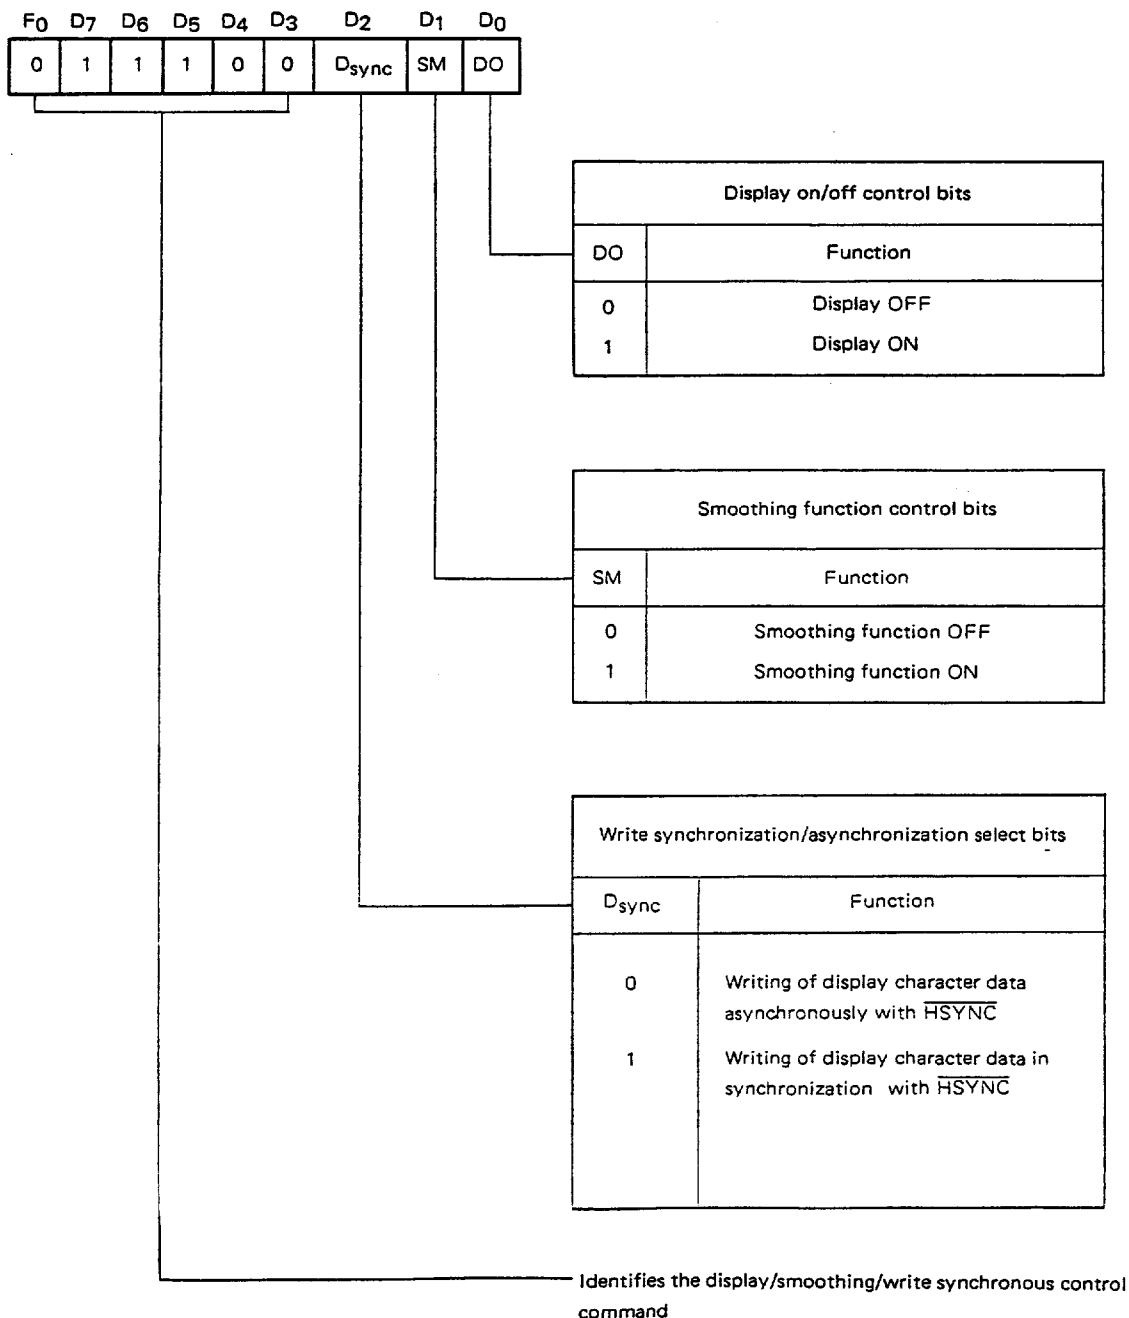 F0 D7 D6 D5 D4 D3 D2 D1 D0
0 1 1 1 0 0 Dsync SM DO
Display on/off control bits
DO Function
0 Display OFF
1 Display ON
Smoothing function control bits
SM Function
0 Smoothing function OFF
1 Smoothing function ON
Write synchronization/asynchronization select bits
Dsync Function
0 Writing of display character data
asynchronously with HSYNC
1 Writing of display character data in
synchronization with HSYNC
Identifies the display/smoothing/write synchronous control
command